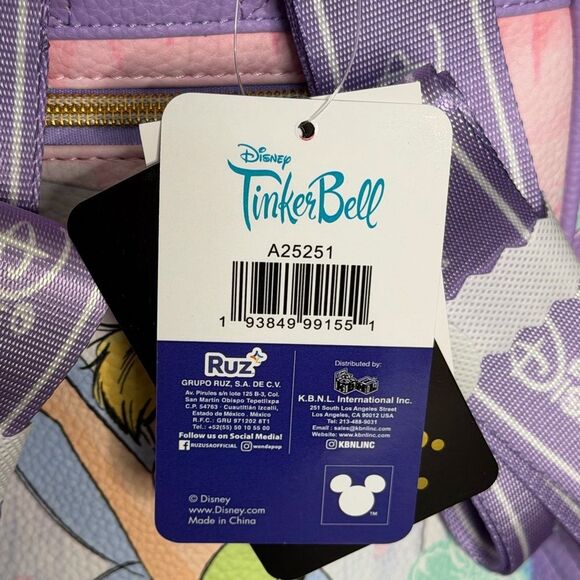 Disney
TinkerBell
A25251
1 93849 99155 1
Ruz
GRUPO RUZ, S.A. DE C.V.
Av. Pirules s/n lote 125 B-3, Col.
San Martin Obispo Tepetlixpa
C.P. 54763 · Cuautitlán Izcalli,
Estado de México . México
R.F.C.: GRU 971202 8T1
Tel.: +52(55) 50 10 55 00
Follow us on Social Media!
RUZUSAOFFICIAL wondapop
Distributed by:
K.B.N.L. International Inc.
251 South Los Angeles Street
Los Angeles, CA 90012 USA
Tel: 213-488-9031
Email : sales@kbnlinc.com
Website: www.kbnlinc.com
KBNLINC
© Disney
www.Disney.com
Made in China
TM